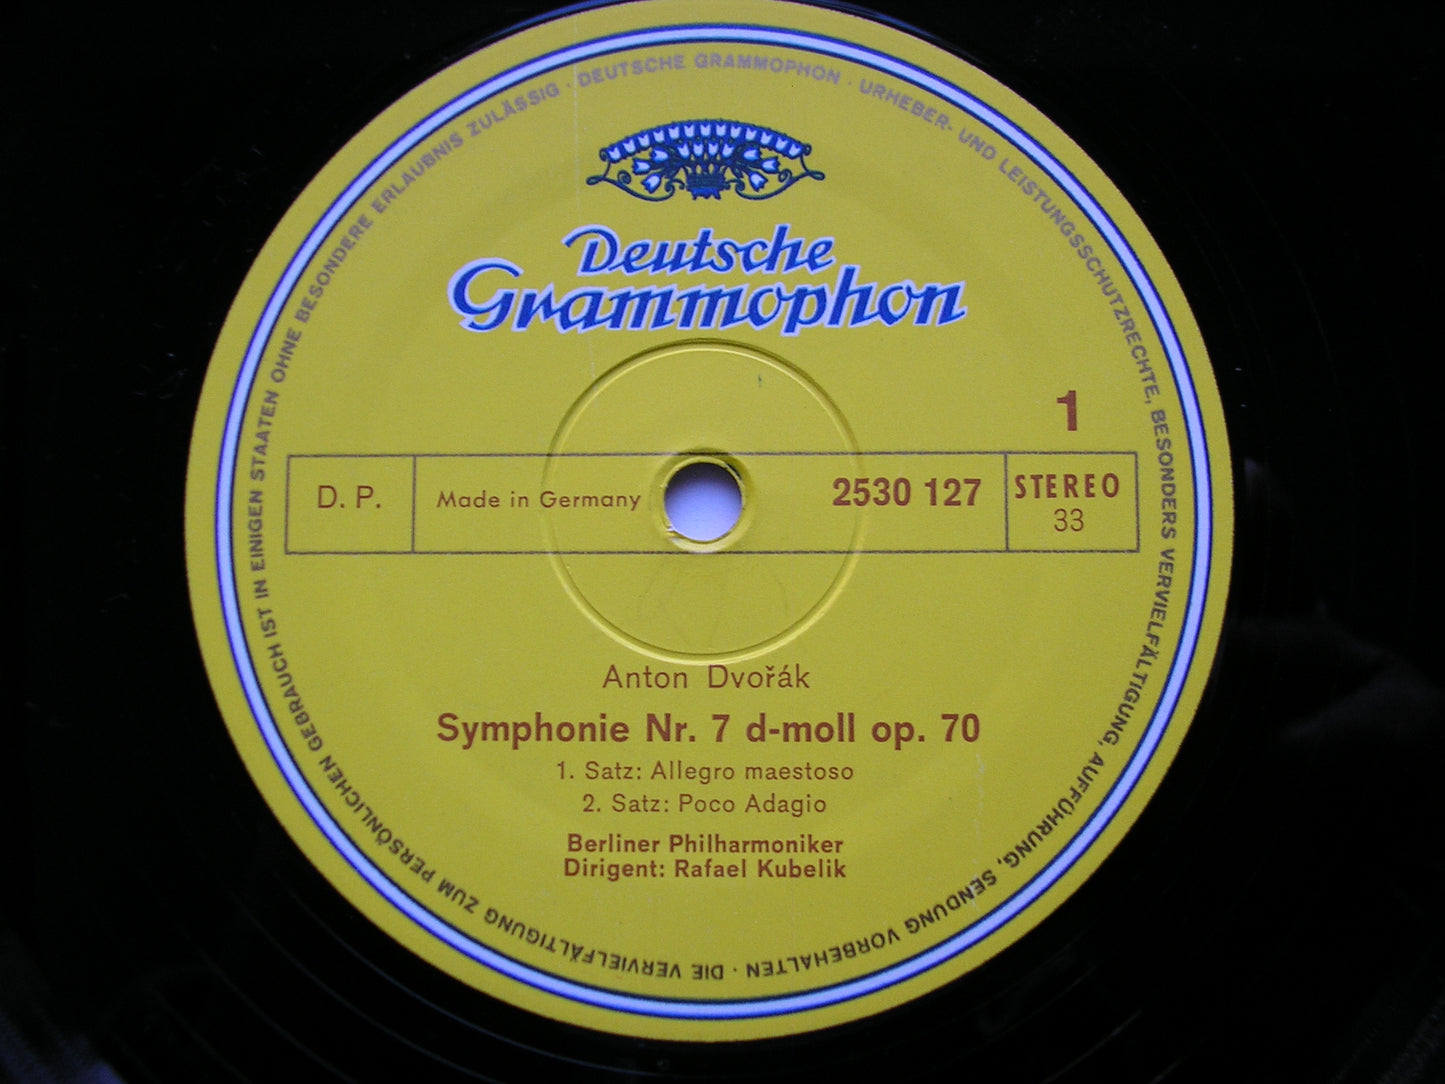 DEUTSCHE GRAMMOPHON · URHEBER- UND LEISTUNGSSCHUTZRECHTE, BESONDERS VERVIELFÄLTIGUNG, AUFFÜHRUNG, SENDUNG VORBEHALTEN · DIE VERVIELFÄLTIGUNG ZUM PERSÖNLICHEN GEBRAUCH IST IN EINIGEN STAATEN OHNE BESONDERE ERLAUBNIS ZULÄSSIG ·
Deutsche
Grammophon
1
D. P. Made in Germany 2530 127 STEREO
33
Anton Dvořák
Symphonie Nr. 7 d-moll op. 70
1. Satz: Allegro maestoso
2. Satz: Poco Adagio
Berliner Philharmoniker
Dirigent: Rafael Kubelik